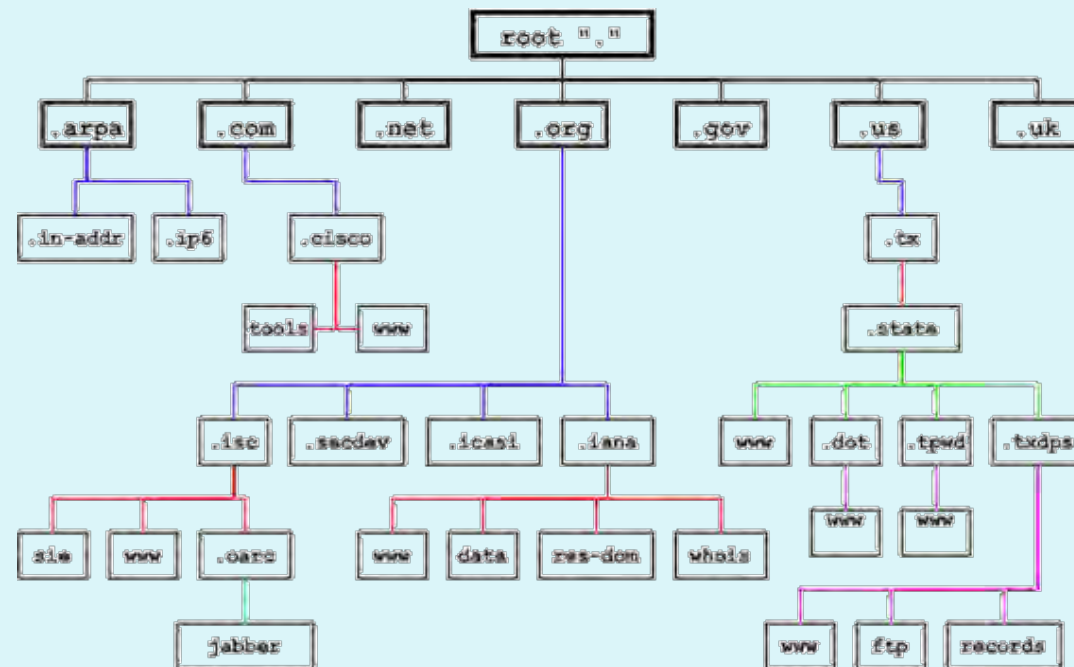 root "."
.arpa
.com
.net
.org
.gov
.us
.uk
.in-addr
.ip6
.cisco
.tx
tools
www
.state
.isc
.secdev
.icasi
.iana
www
.dot
.tpwd
.txdps
sie
www
.oarc
www
data
res-dom
whois
www
www
jabber
www
ftp
records